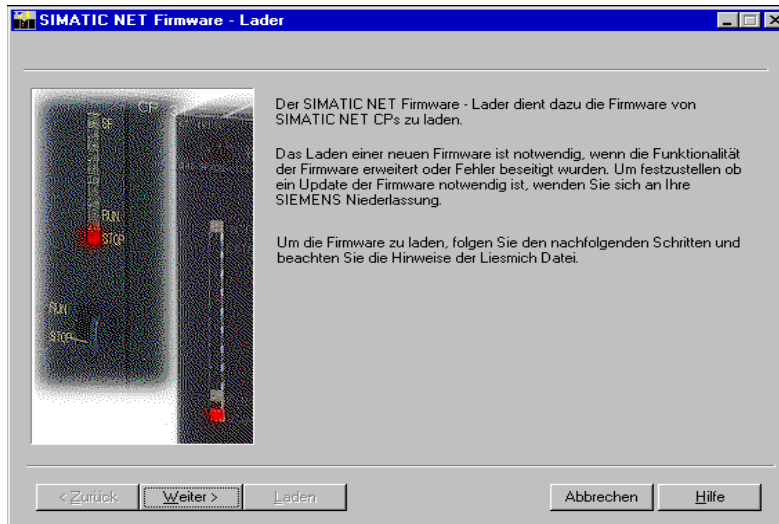 SIMATIC NET Firmware - Lader
Der SIMATIC NET Firmware - Lader dient dazu die Firmware von
SIMATIC NET CPs zu laden.
Das Laden einer neuen Firmware ist notwendig, wenn die Funktionalität
der Firmware erweitert oder Fehler beseitigt wurden. Um festzustellen ob
ein Update der Firmware notwendig ist, wenden Sie sich an Ihre
SIEMENS Niederlassung.
Um die Firmware zu laden, folgen Sie den nachfolgenden Schritten und
beachten Sie die Hinweise der Liesmich Datei.
CP
SF
RUN
STOP
RUN
STOP
< Zurück
Weiter >
Laden
Abbrechen
Hilfe